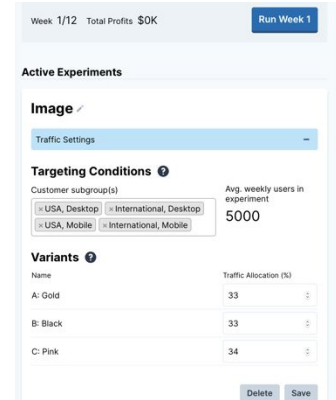 Week 1/12 Total Profits $0K
Run Week 1
Active Experiments
Image
Traffic Settings
Targeting Conditions ?
Customer subgroup(s)
× USA, Desktop × International, Desktop
× USA, Mobile × International, Mobile
Avg. weekly users in
experiment
5000
Variants ?
Name Traffic Allocation (%)
A: Gold 33
B: Black 33
C: Pink 34
Delete Save